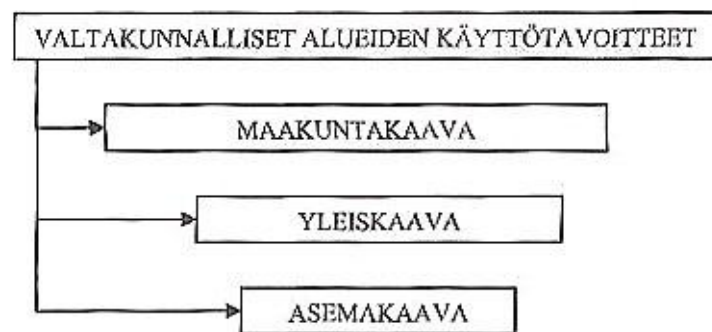 VALTAKUNNALLISET ALUEIDEN KÄYTTÖTAVOITTEET
MAAKUNTAKAAVA
YLEISKAAVA
ASEMAKAAVA